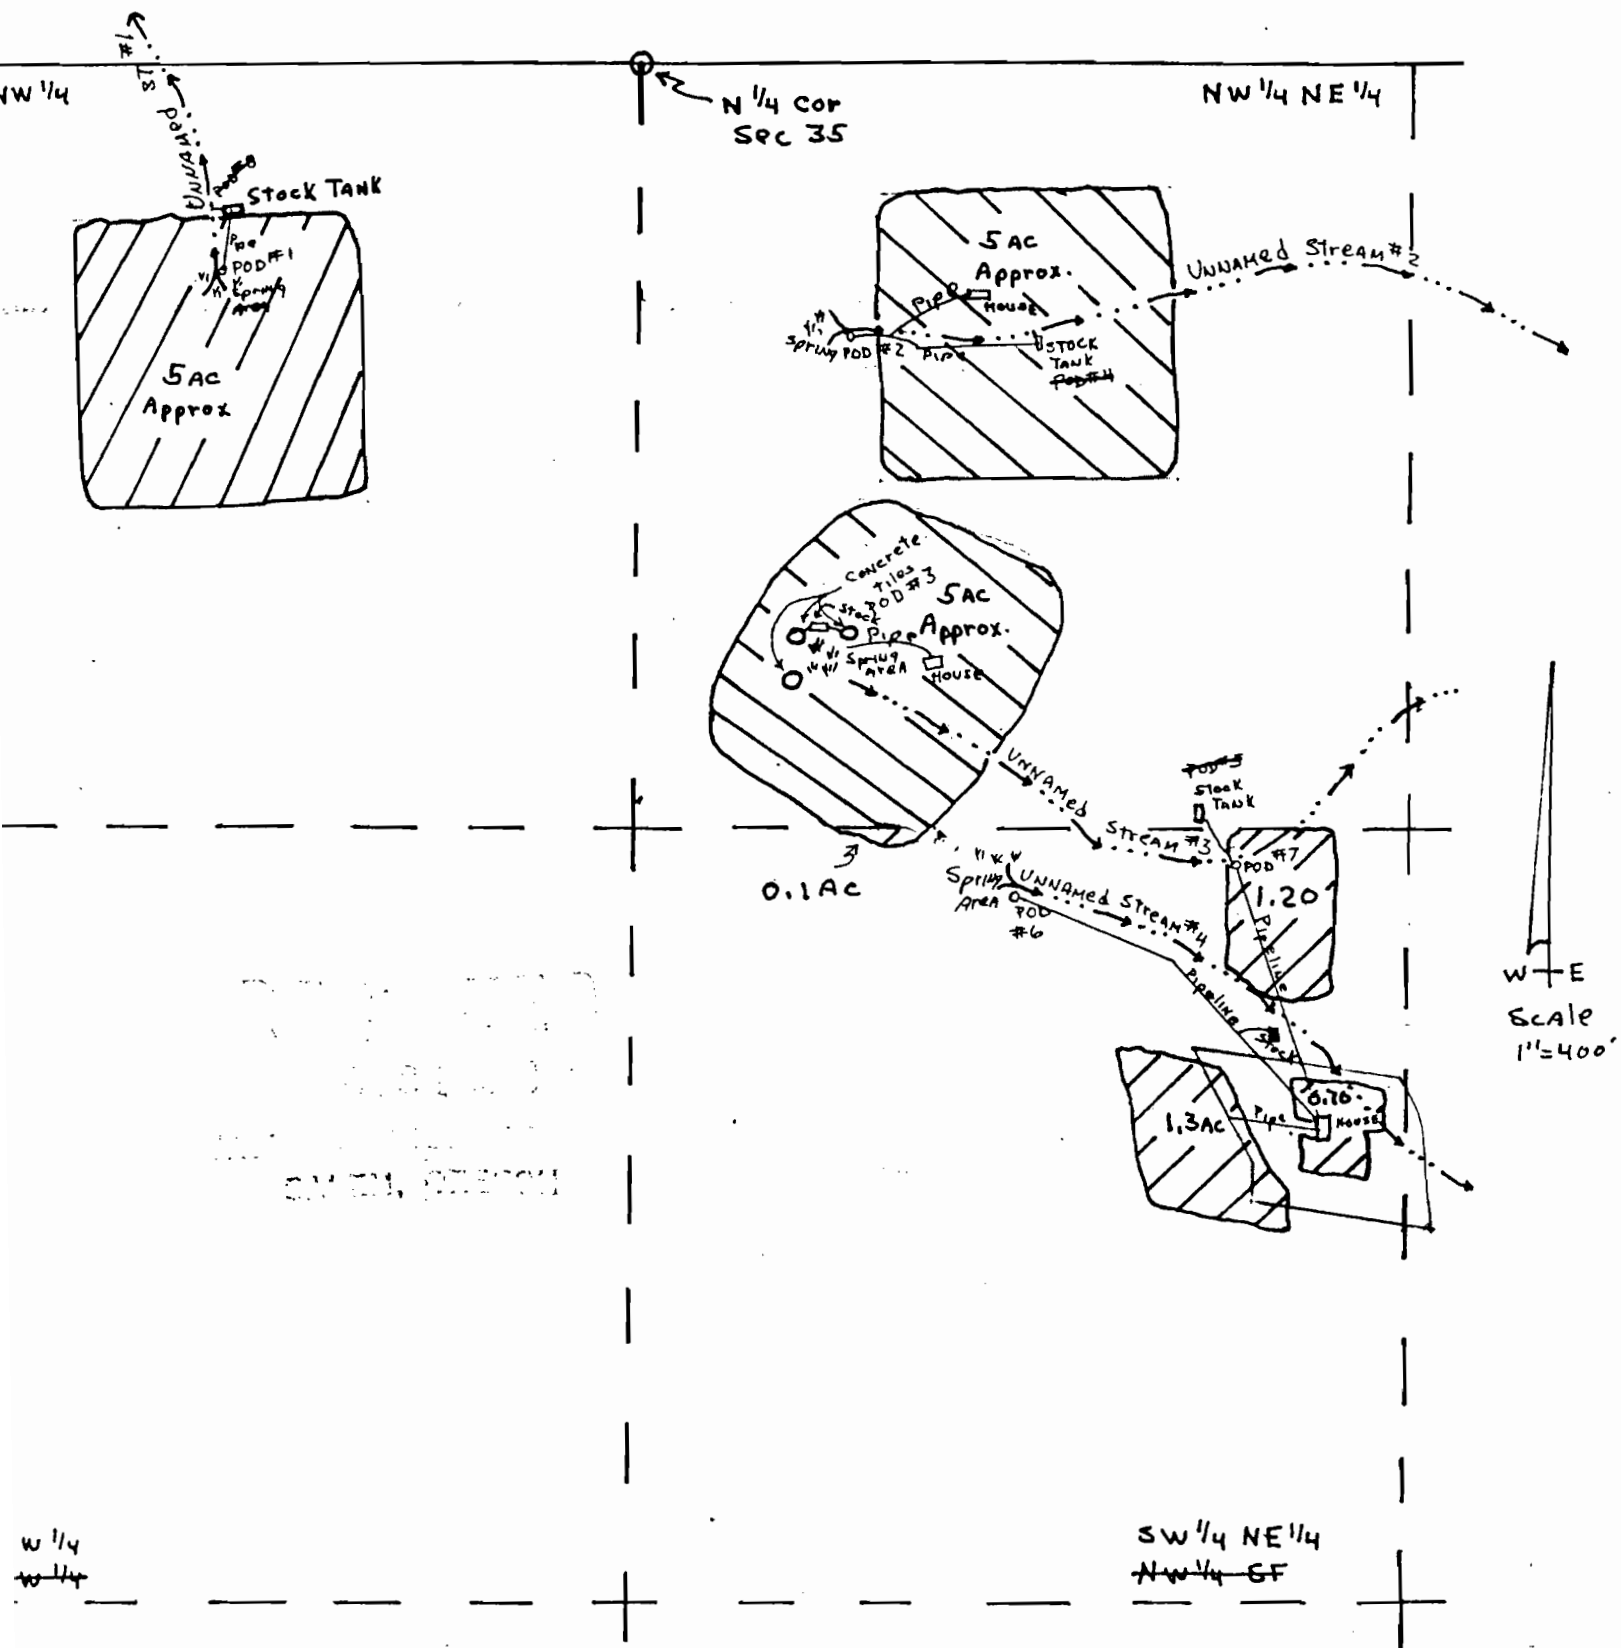 ST #1
UNNAMED
NW 1/4
N 1/4 Cor
Sec 35
NW 1/4 NE 1/4
STOCK TANK
Pipe
POD #1
Spring
Area
5 AC
Approx
5 AC
Approx.
Pipe
HOUSE
Spring POD #2
Pipe
STOCK
TANK
POD #4
UNNAMED Stream #2
CONCRETE
Tiles
POD #3
Stock
Pipe
Spring
Area
HOUSE
5 AC
Approx.
UNNAMED Stream #3
0.1 AC
POD #5
Stock
TANK
POD #7
1.20
Pipeline
Spring
Area
POD
#6
UNNAMED Stream #4
Pipeline
Stock
1.3 AC
Pipe
0.70
HOUSE
W E
Scale
1"=400'
W 1/4
W 1/4
SW 1/4 NE 1/4
NW 1/4 SE